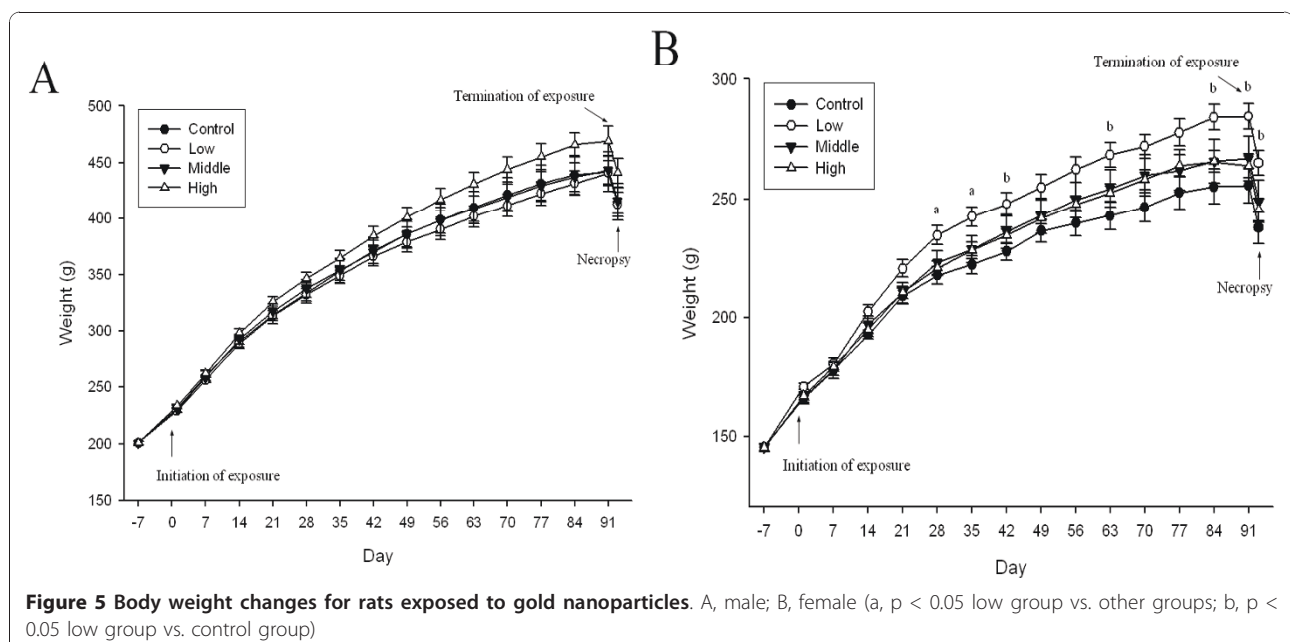 A
500
450
400
350
300
250
200
150
Weight (g)
Control
Low
Middle
High
Termination of exposure
Necropsy
Initiation of exposure
-7 0 7 14 21 28 35 42 49 56 63 70 77 84 91
Day
B
300
250
200
150
Weight (g)
Control
Low
Middle
High
Termination of exposure
a a b b b b b
Necropsy
Initiation of exposure
-7 0 7 14 21 28 35 42 49 56 63 70 77 84 91
Day
Figure 5 Body weight changes for rats exposed to gold nanoparticles. A, male; B, female (a, p < 0.05 low group vs. other groups; b, p <
0.05 low group vs. control group)